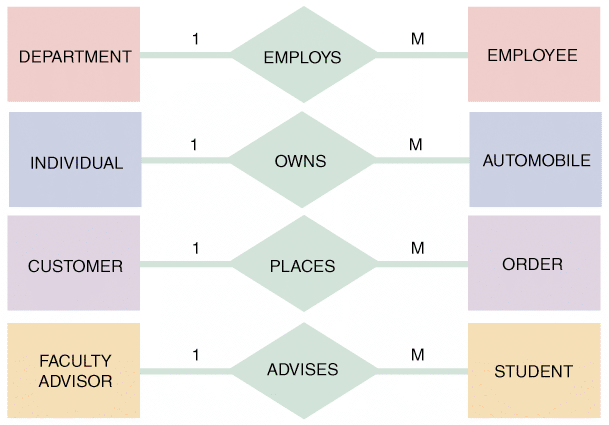 1
M
DEPARTMENT
EMPLOYS
EMPLOYEE
1
M
INDIVIDUAL
OWNS
AUTOMOBILE
1
M
CUSTOMER
PLACES
ORDER
1
M
FACULTY
ADVISOR
ADVISES
STUDENT